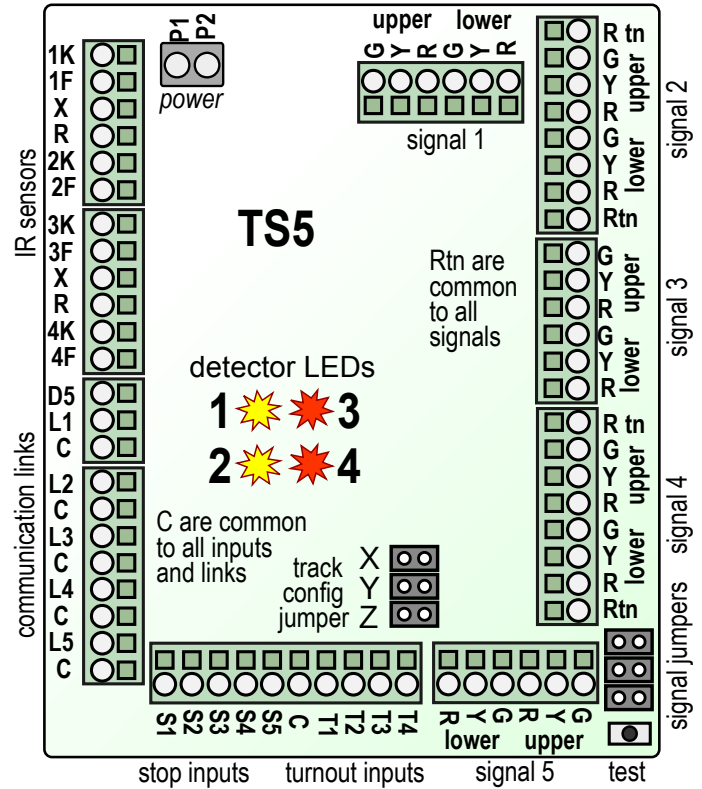 upper lower
G Y R G Y R
signal 1
P1 P2
power
IR sensors
1K
1F
X
R
2K
2F
3K
3F
X
R
4K
4F
communication links
D5
L1
C
L2
C
L3
C
L4
C
L5
C
TS5
Rtn are
common
to all
signals
detector LEDs
1 3
2 4
C are common
to all inputs
and links
track
config
jumper
X
Y
Z
signal 2
R tn
G
Y
R
upper
G
Y
R
lower
Rtn
signal 3
G
Y
R
upper
G
Y
R
lower
signal 4
R tn
G
Y
R
upper
G
Y
R
lower
Rtn
signal jumpers
S1 S2 S3 S4 S5 C T1 T2 T3 T4
stop inputs turnout inputs
R Y G R Y G
lower upper
signal 5
test